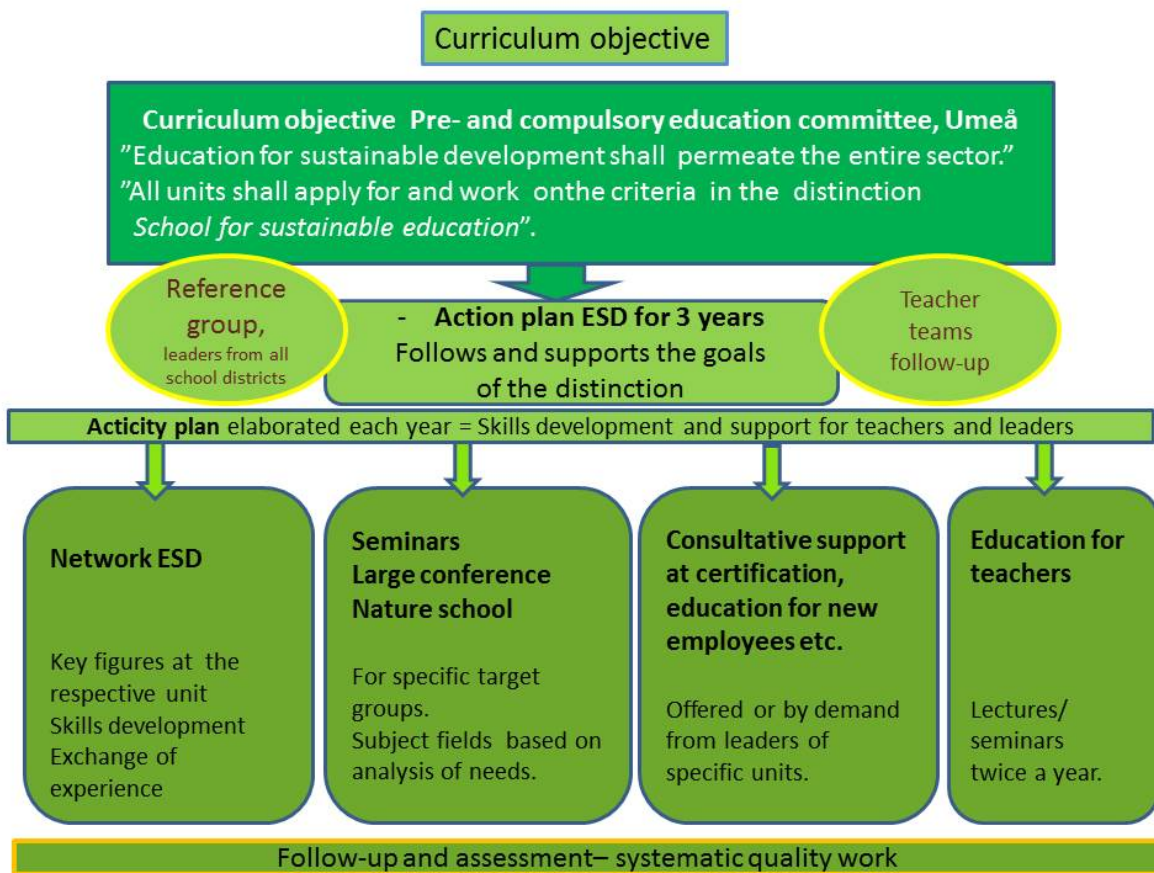 Curriculum objective
Curriculum objective Pre- and compulsory education committee, Umeå
”Education for sustainable development shall permeate the entire sector.”
”All units shall apply for and work onthe criteria in the distinction
School for sustainable education”.
Reference
group,
leaders from all
school districts
- Action plan ESD for 3 years
Follows and supports the goals
of the distinction
Teacher
teams
follow-up
Acticity plan elaborated each year = Skills development and support for teachers and leaders
Network ESD
Key figures at the
respective unit
Skills development
Exchange of
experience
Seminars
Large conference
Nature school
For specific target
groups.
Subject fields based on
analysis of needs.
Consultative support
at certification,
education for new
employees etc.
Offered or by demand
from leaders of
specific units.
Education for
teachers
Lectures/
seminars
twice a year.
Follow-up and assessment– systematic quality work